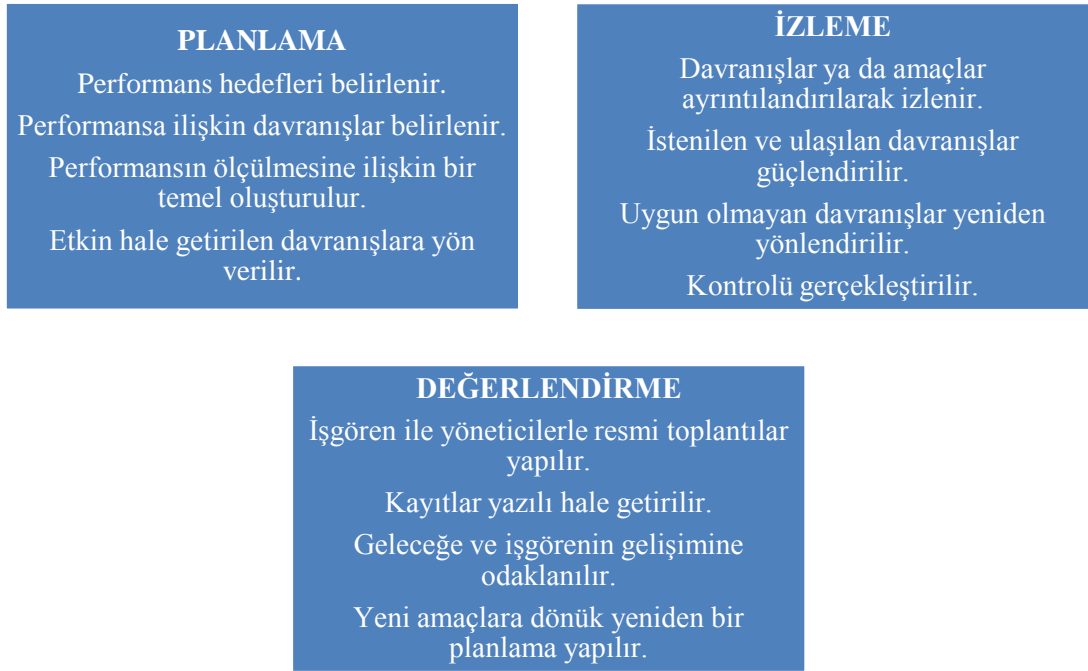 PLANLAMA
Performans hedefleri belirlenir.
Performansa ilişkin davranışlar belirlenir.
Performansın ölçülmesine ilişkin bir
temel oluşturulur.
Etkin hale getirilen davranışlara yön
verilir.
İZLEME
Davranışlar ya da amaçlar
ayrıntılandırılarak izlenir.
İstenilen ve ulaşılan davranışlar
güçlendirilir.
Uygun olmayan davranışlar yeniden
yönlendirilir.
Kontrolü gerçekleştirilir.
DEĞERLENDİRME
İşgören ile yöneticilerle resmi toplantılar
yapılır.
Kayıtlar yazılı hale getirilir.
Geleceğe ve işgörenin gelişimine
odaklanılır.
Yeni amaçlara dönük yeniden bir
planlama yapılır.